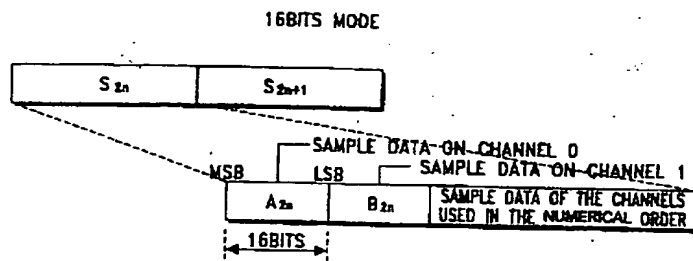 16BITS MODE
S2n S2n+1
SAMPLE DATA ON CHANNEL 0
MSB LSB SAMPLE DATA ON CHANNEL 1
A2n B2n SAMPLE DATA OF THE CHANNELS
USED IN THE NUMERICAL ORDER
16BITS